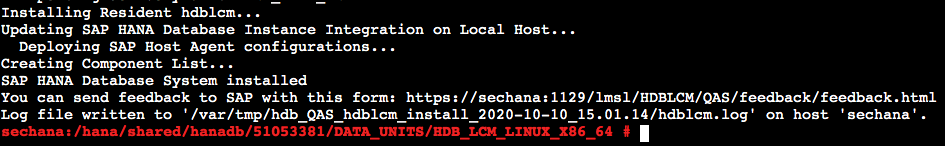 Installing Resident hdblcm...
Updating SAP HANA Database Instance Integration on Local Host...
  Deploying SAP Host Agent configurations...
Creating Component List...
SAP HANA Database System installed
You can send feedback to SAP with this form: https://sechana:1129/lmsl/HDBLCM/QAS/feedback/feedback.html
Log file written to '/var/tmp/hdb_QAS_hdblcm_install_2020-10-10_15.01.14/hdblcm.log' on host 'sechana'.
sechana:/hana/shared/hanadb/51053381/DATA_UNITS/HDB_LCM_LINUX_X86_64 #